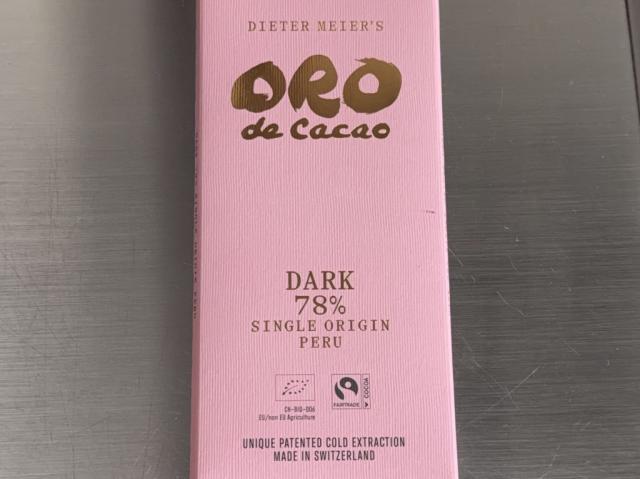 DIETER MEIER'S
ORO
de Cacao
DARK
78%
SINGLE ORIGIN
PERU
CH-BIO-006
EU/non EU Agriculture
FAIRTRADE
COCOA
UNIQUE PATENTED COLD EXTRACTION
MADE IN SWITZERLAND